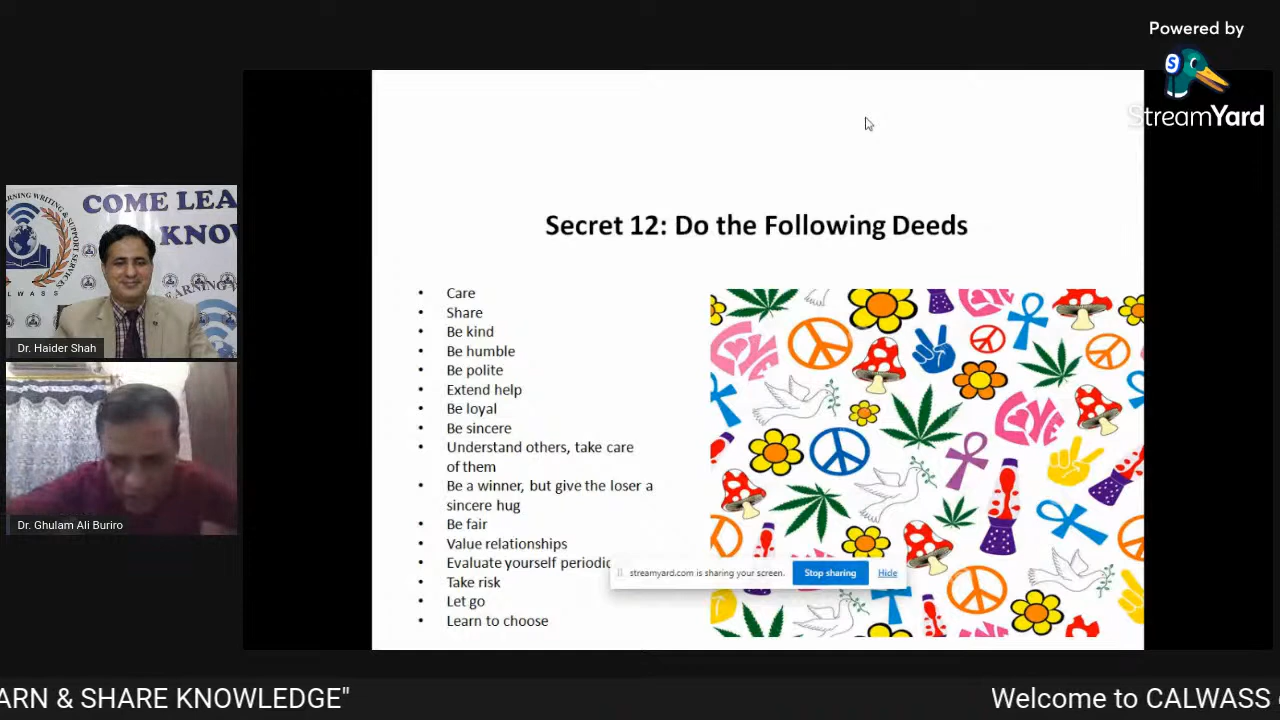 Powered by
StreamYard
COME LEA
KNO
Dr. Haider Shah
Dr. Ghulam Ali Buriro
Secret 12: Do the Following Deeds
• Care
• Share
• Be kind
• Be humble
• Be polite
• Extend help
• Be loyal
• Be sincere
• Understand others, take care
of them
• Be a winner, but give the loser a
sincere hug
• Be fair
• Value relationships
• Evaluate yourself periodic
• Take risk
• Let go
• Learn to choose
LOVE
LOVE
streamyard.com is sharing your screen.
Stop sharing
Hide
ARN & SHARE KNOWLEDGE"
Welcome to CALWASS